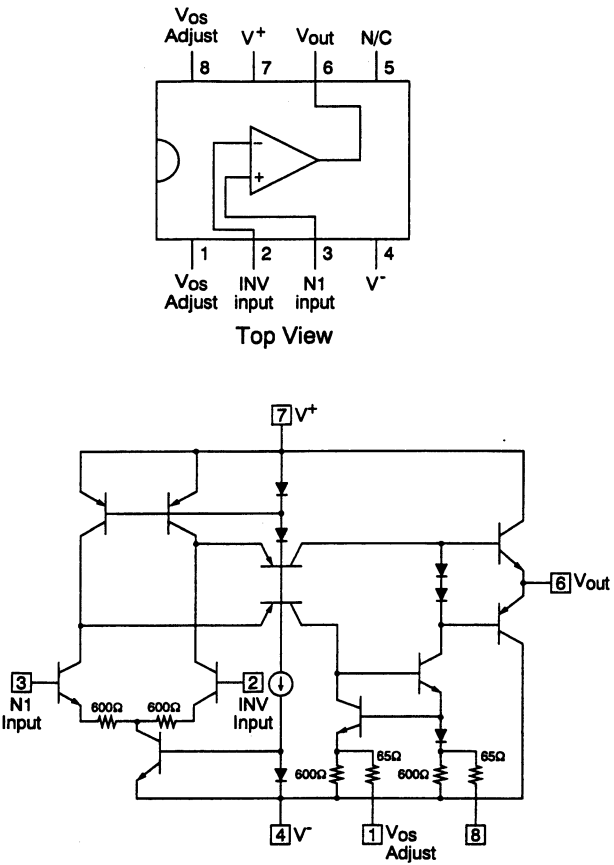 Vos
Adjust
V+
Vout
N/C
8
7
6
5
-
+
1
2
3
4
Vos
Adjust
INV
input
N1
input
V-
Top View
7 V+
6 Vout
3
N1
Input
600Ω
600Ω
2
INV
Input
600Ω
65Ω
600Ω
65Ω
4 V-
1 Vos
Adjust
8